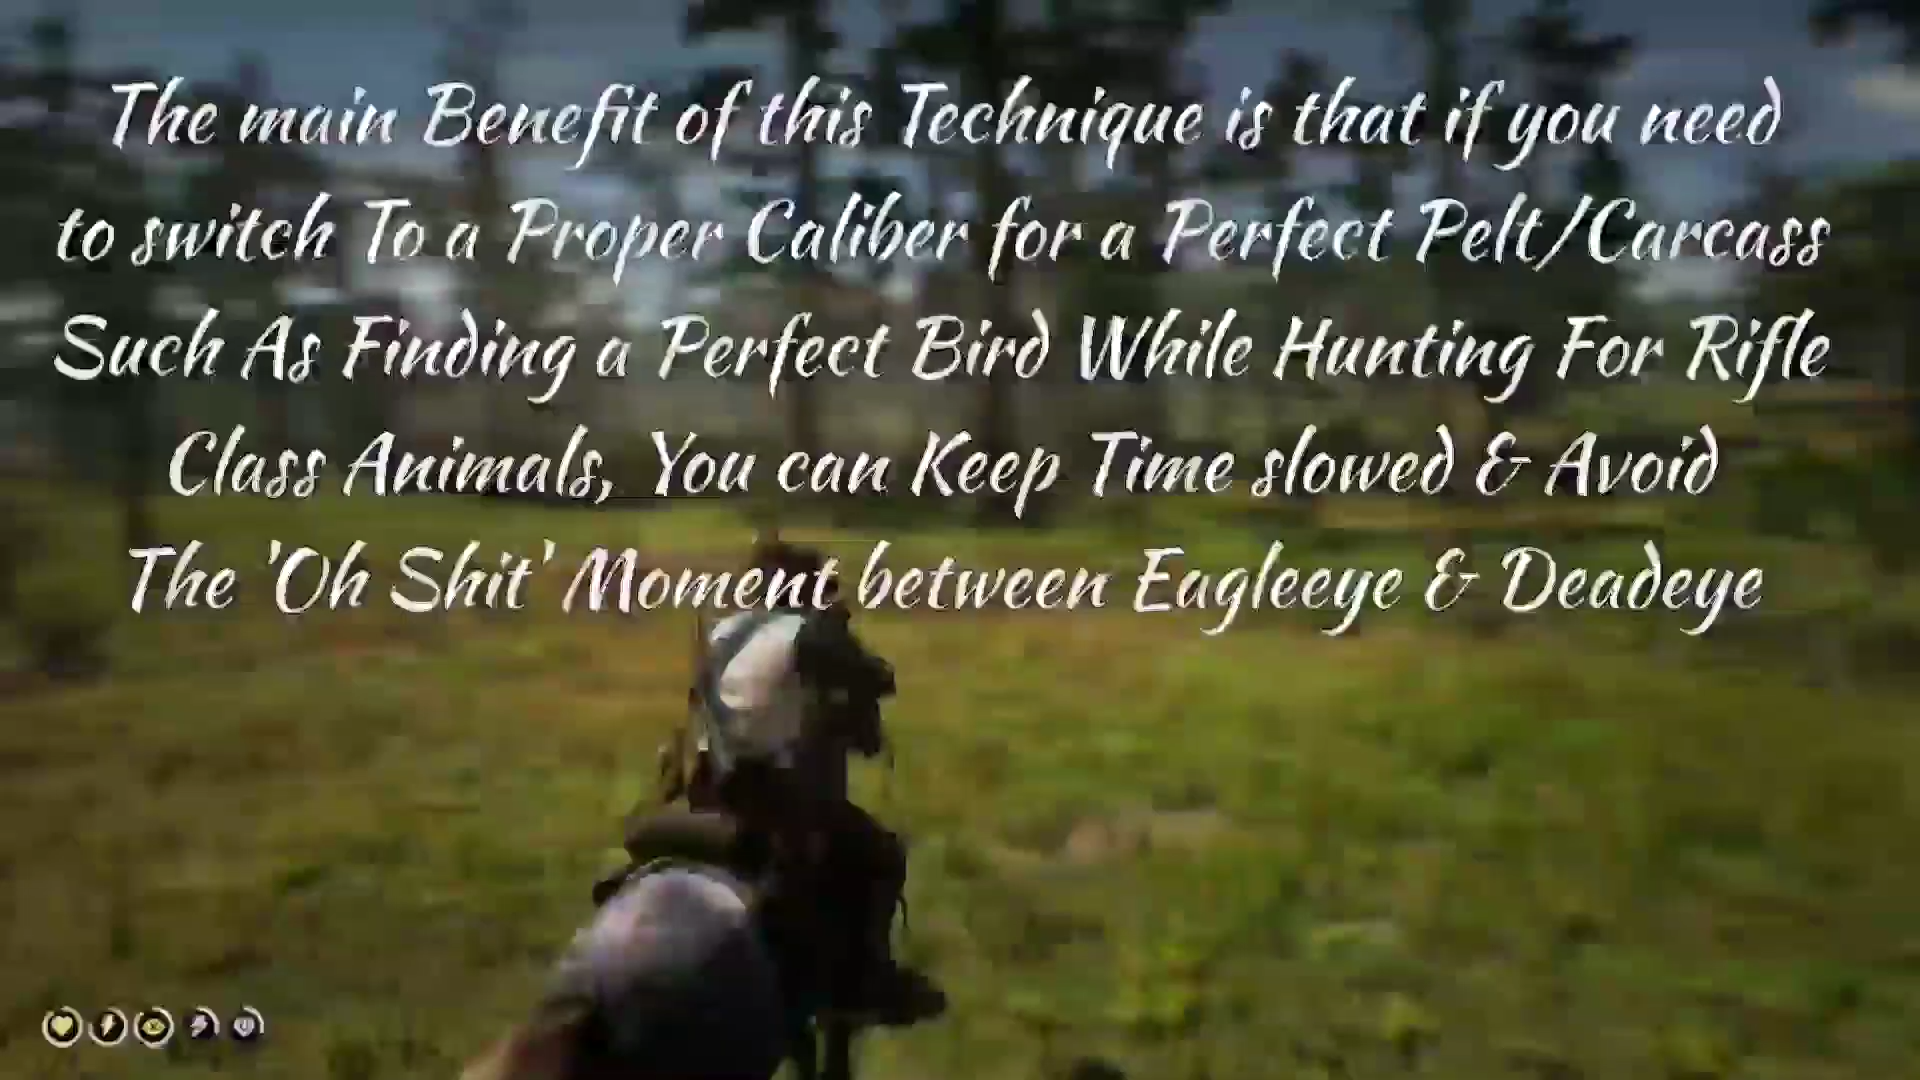 The main Benefit of this Technique is that if you need
to switch To a Proper Caliber for a Perfect Pelt/Carcass
Such As Finding a Perfect Bird While Hunting For Rifle
Class Animals, You can Keep Time slowed & Avoid
The 'Oh Shit' Moment between Eagleeye & Deadeye